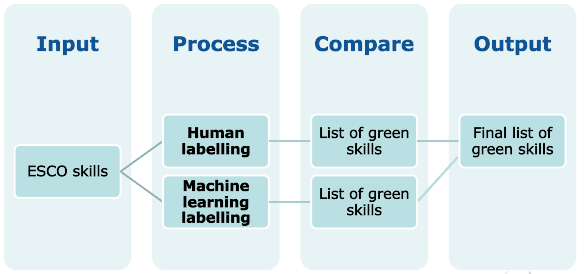 Input
Process
Compare
Output
ESCO skills
Human
labelling
Machine
learning
labelling
List of green
skills
List of green
skills
Final list of
green skills